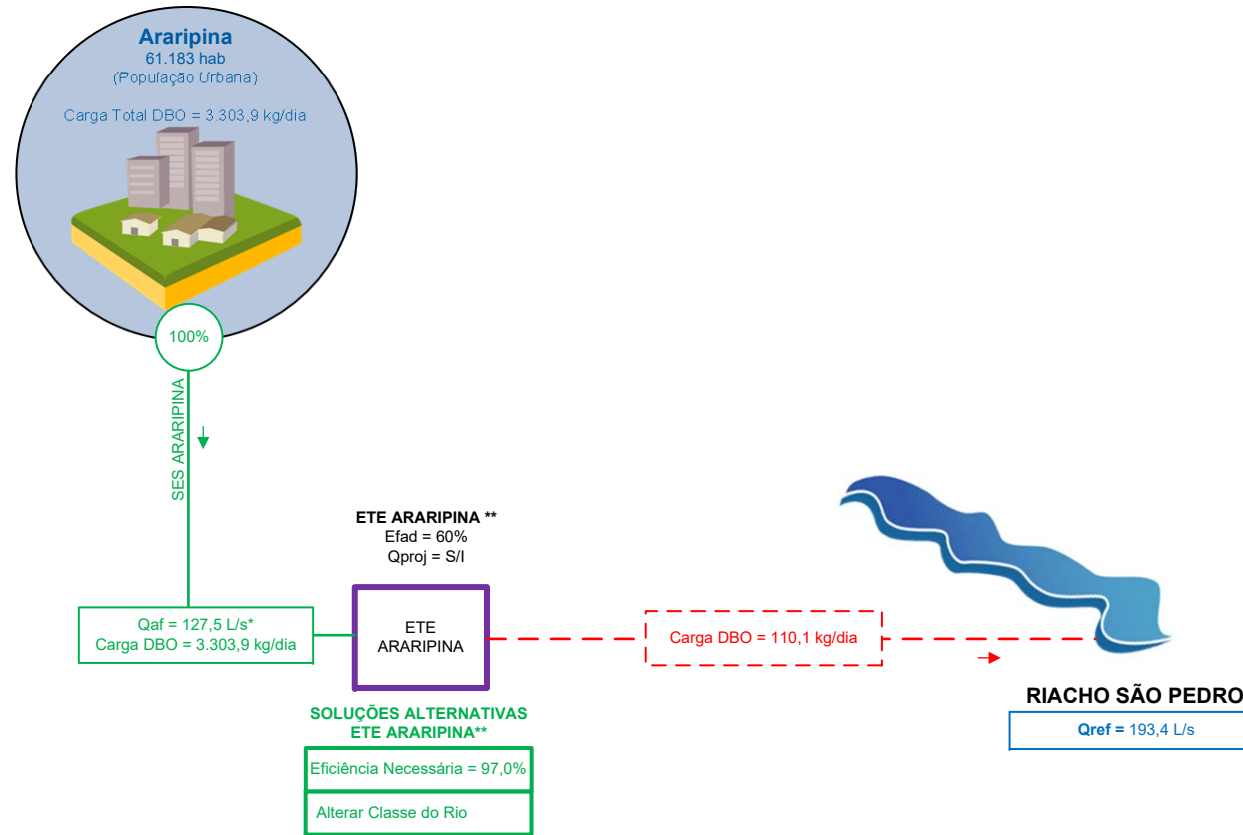 Araripina
61.183 hab
(População Urbana)
Carga Total DBO = 3.303,9 kg/dia
100%
SES ARARIPINA
Qaf = 127,5 L/s*
Carga DBO = 3.303,9 kg/dia
ETE ARARIPINA **
Efad = 60%
Qproj = S/I
ETE
ARARIPINA
SOLUÇÕES ALTERNATIVAS
ETE ARARIPINA**
Eficiência Necessária = 97,0%
Alterar Classe do Rio
Carga DBO = 110,1 kg/dia
RIACHO SÃO PEDRO
Qref = 193,4 L/s